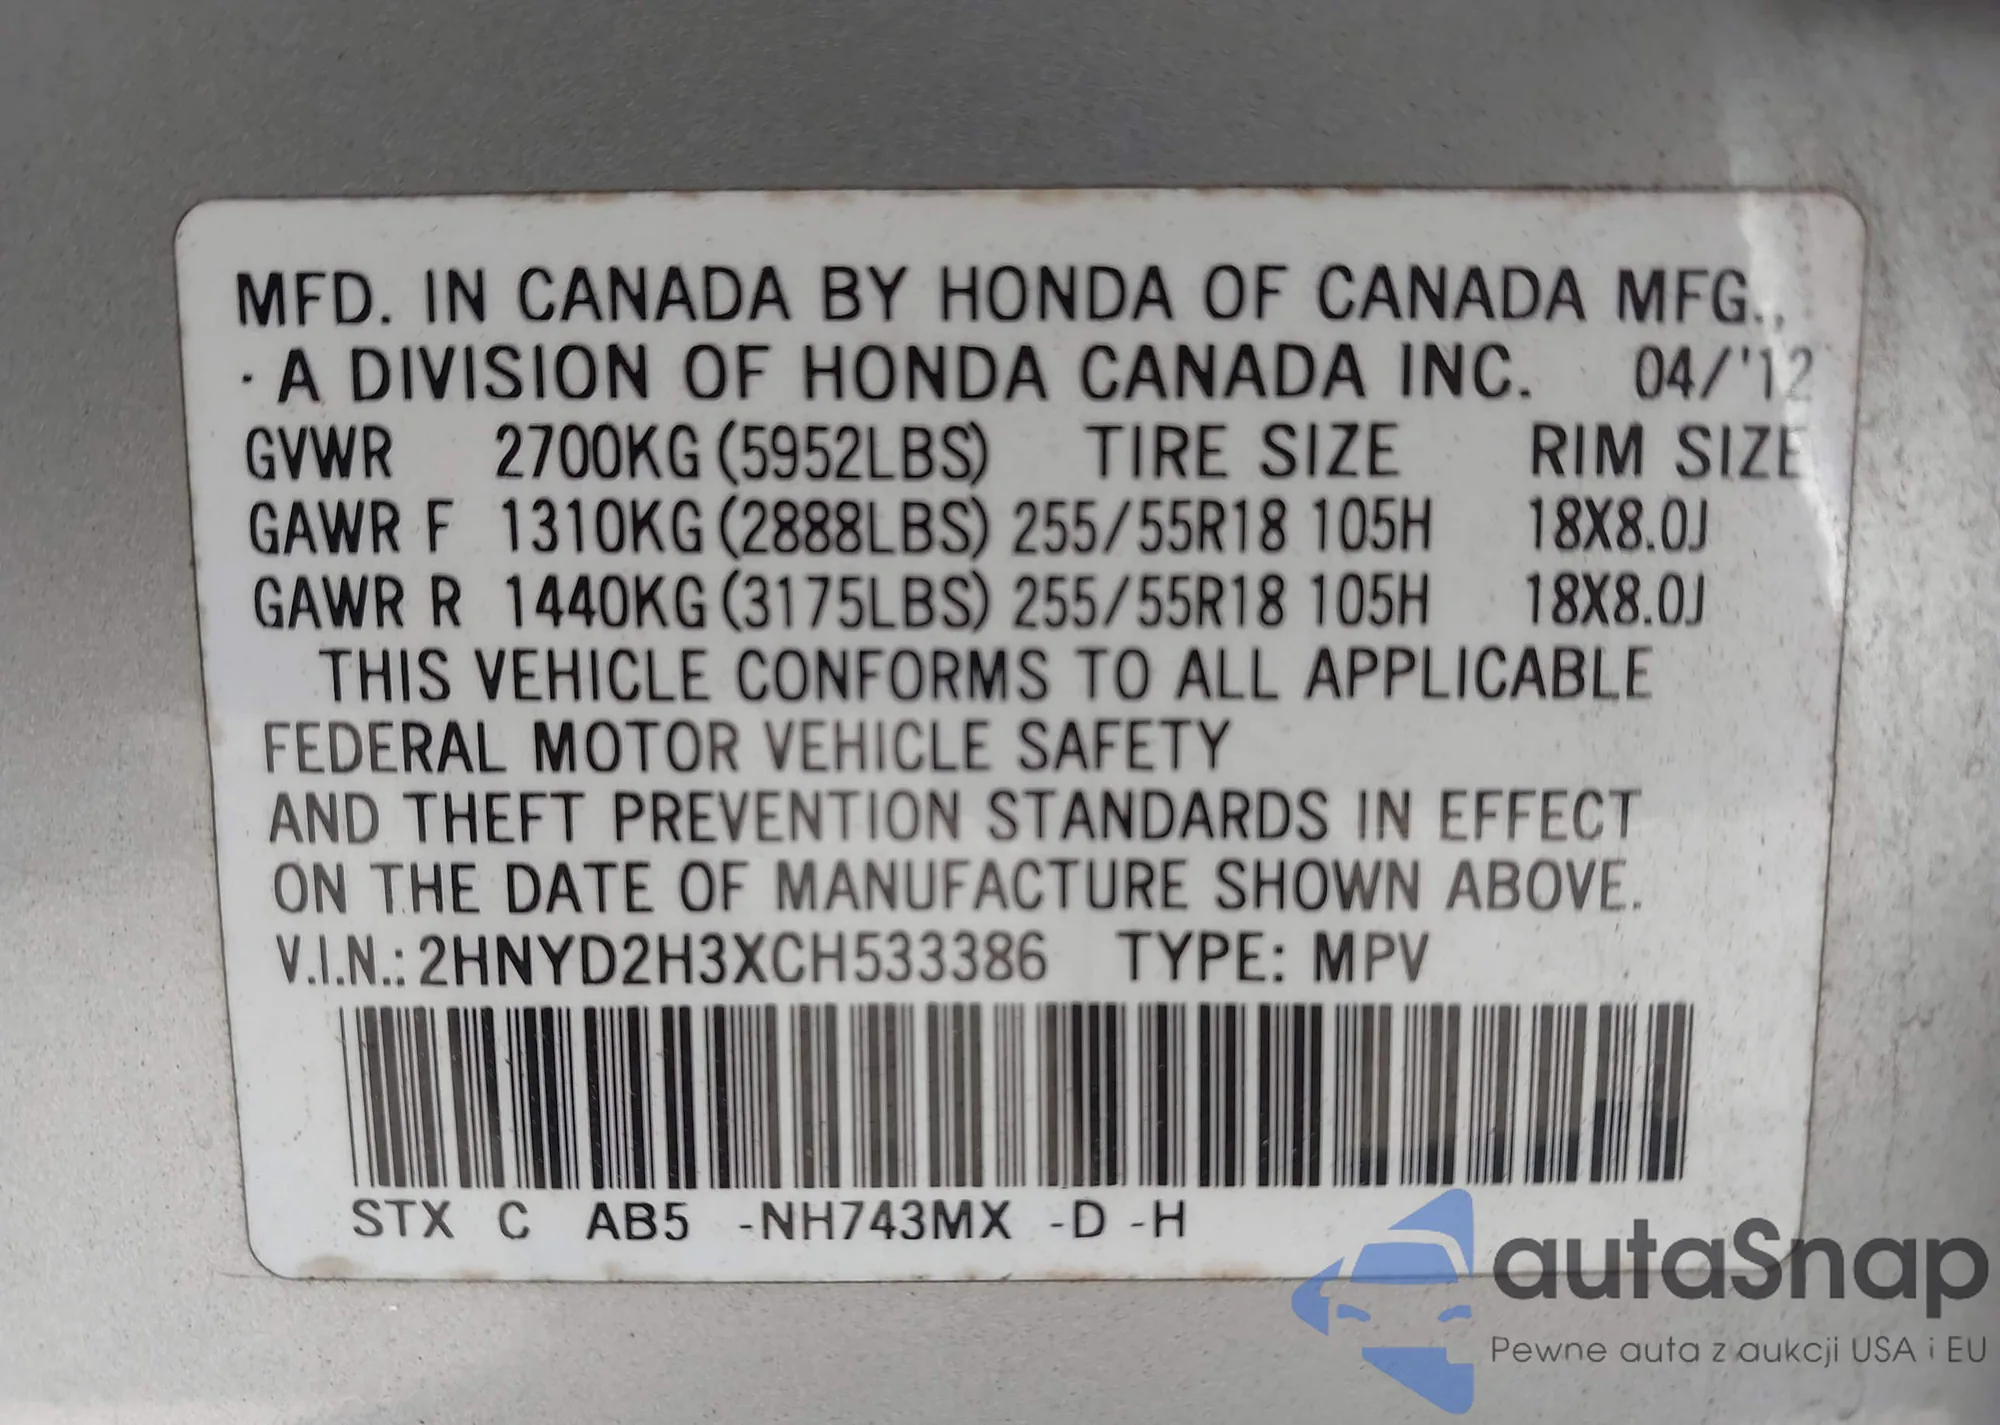 MFD. IN CANADA BY HONDA OF CANADA MFG.,
A DIVISION OF HONDA CANADA INC. 04/'12
GVWR 2700KG (5952LBS) TIRE SIZE RIM SIZE
GAWR F 1310KG (2888LBS) 255/55R18 105H 18X8.0J
GAWR R 1440KG (3175LBS) 255/55R18 105H 18X8.0J
THIS VEHICLE CONFORMS TO ALL APPLICABLE
FEDERAL MOTOR VEHICLE SAFETY
AND THEFT PREVENTION STANDARDS IN EFFECT
ON THE DATE OF MANUFACTURE SHOWN ABOVE.
V.I.N.: 2HNYD2H3XCH533386 TYPE: MPV
STX C AB5 -NH743MX -D -H
autaSnap
Pewne auta z aukcji USA i EU